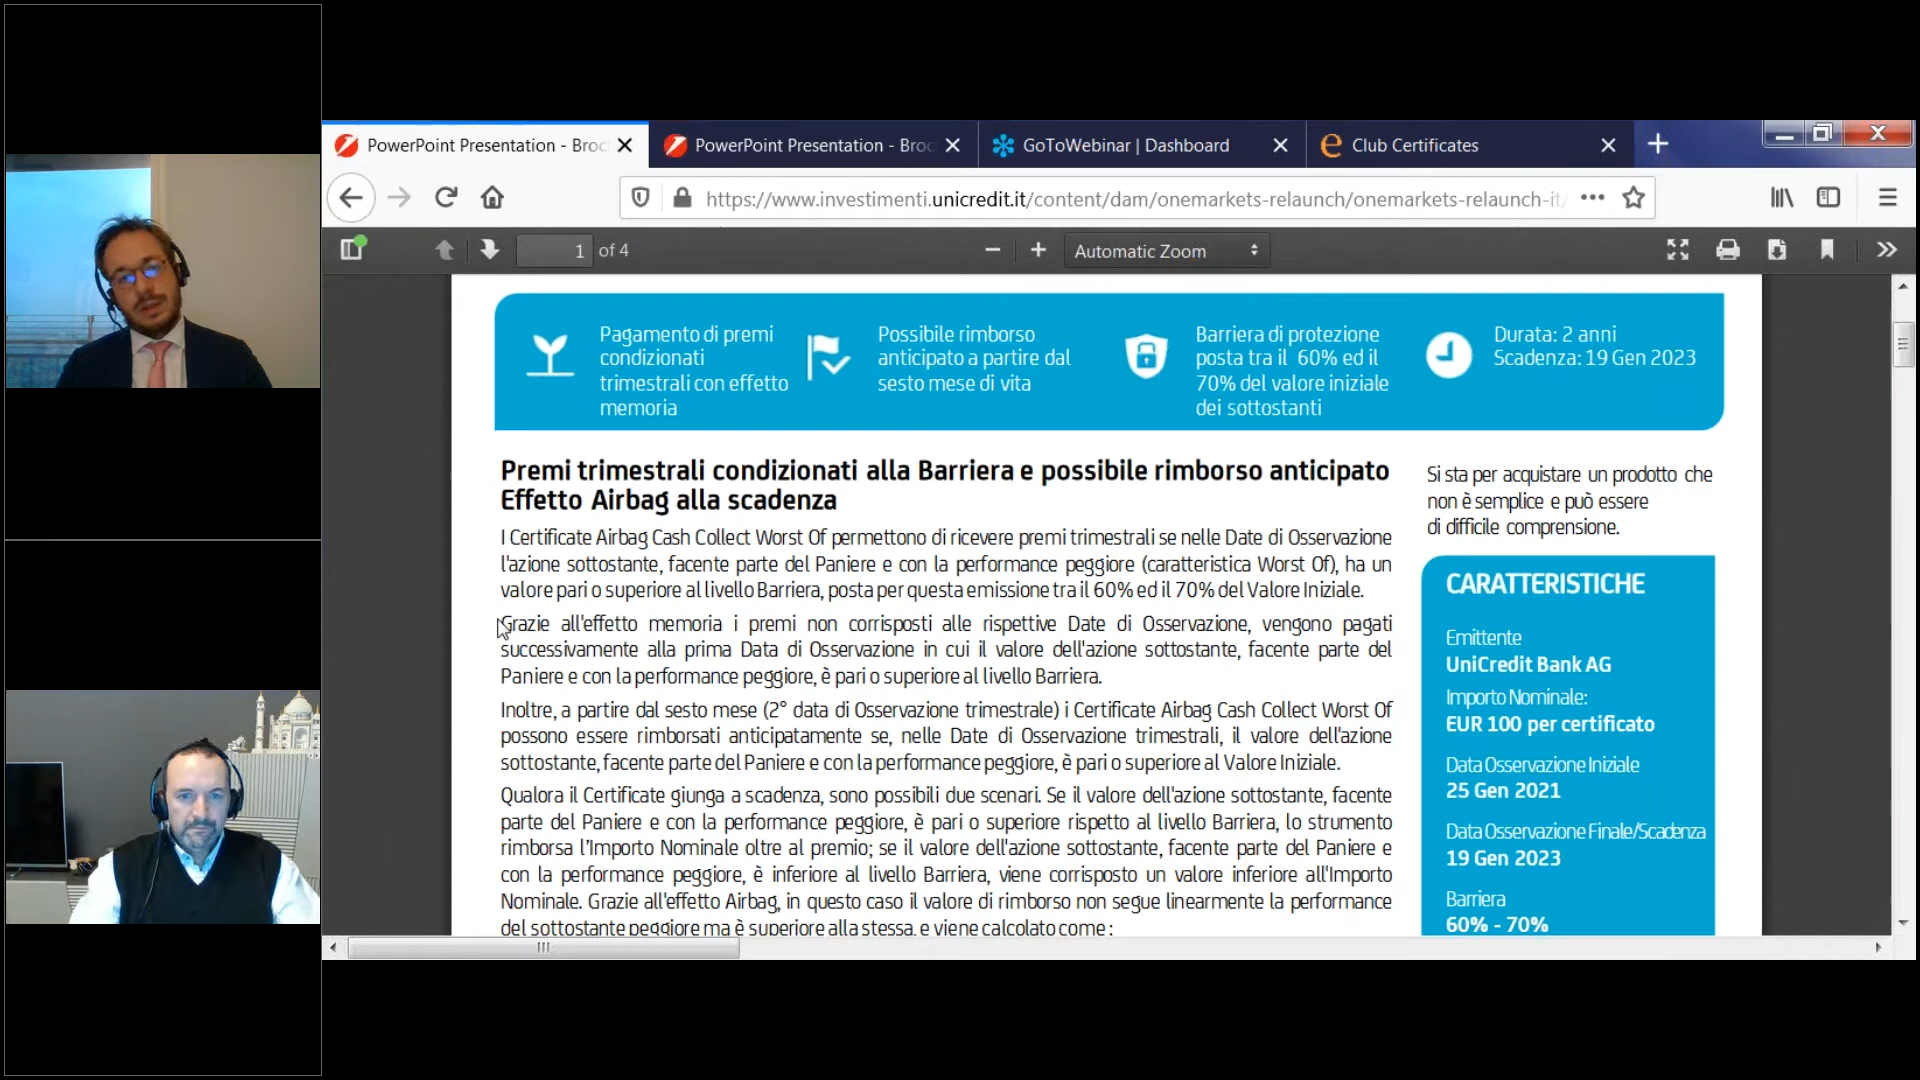 PowerPoint Presentation - Broc
PowerPoint Presentation - Broc
GoToWebinar | Dashboard
Club Certificates
https://www.investimenti.unicredit.it/content/dam/onemarkets-relaunch/onemarkets-relaunch-it/
1 of 4
Automatic Zoom
Pagamento di premi
condizionati
trimestrali con effetto
memoria
Possibile rimborso
anticipato a partire dal
sesto mese di vita
Barriera di protezione
posta tra il 60% ed il
70% del valore iniziale
dei sottostanti
Durata: 2 anni
Scadenza: 19 Gen 2023
Premi trimestrali condizionati alla Barriera e possibile rimborso anticipato
Effetto Airbag alla scadenza
I Certificate Airbag Cash Collect Worst Of permettono di ricevere premi trimestrali se nelle Date di Osservazione
l'azione sottostante, facente parte del Paniere e con la performance peggiore (caratteristica Worst Of), ha un
valore pari o superiore al livello Barriera, posta per questa emissione tra il 60% ed il 70% del Valore Iniziale.
Grazie all'effetto memoria i premi non corrisposti alle rispettive Date di Osservazione, vengono pagati
successivamente alla prima Data di Osservazione in cui il valore dell'azione sottostante, facente parte del
Paniere e con la performance peggiore, è pari o superiore al livello Barriera.
Inoltre, a partire dal sesto mese (2° data di Osservazione trimestrale) i Certificate Airbag Cash Collect Worst Of
possono essere rimborsati anticipatamente se, nelle Date di Osservazione trimestrali, il valore dell'azione
sottostante, facente parte del Paniere e con la performance peggiore, è pari o superiore al Valore Iniziale.
Qualora il Certificate giunga a scadenza, sono possibili due scenari. Se il valore dell'azione sottostante, facente
parte del Paniere e con la performance peggiore, è pari o superiore rispetto al livello Barriera, lo strumento
rimborsa l'Importo Nominale oltre al premio; se il valore dell'azione sottostante, facente parte del Paniere e
con la performance peggiore, è inferiore al livello Barriera, viene corrisposto un valore inferiore all'Importo
Nominale. Grazie all'effetto Airbag, in questo caso il valore di rimborso non segue linearmente la performance
del sottostante peggiore ma è superiore alla stessa, e viene calcolato come :
Si sta per acquistare un prodotto che
non è semplice e può essere
di difficile comprensione.
CARATTERISTICHE
Emittente
UniCredit Bank AG
Importo Nominale:
EUR 100 per certificato
Data Osservazione Iniziale
25 Gen 2021
Data Osservazione Finale/Scadenza
19 Gen 2023
Barriera
60% - 70%